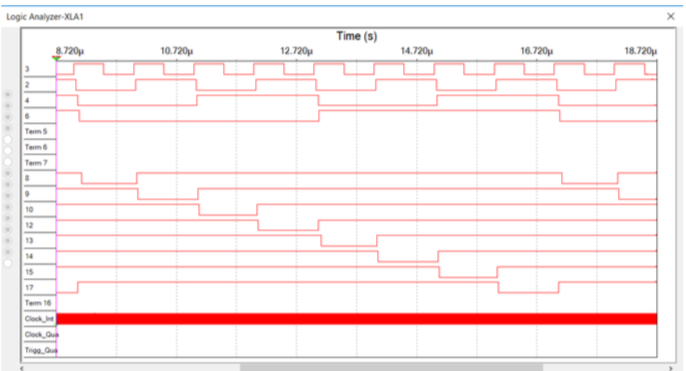 Logic Analyzer-XLA1
Time (s)
8.720µ 10.720µ 12.720µ 14.720µ 16.720µ 18.720µ
3
2
4
6
Term 5
Term 6
Term 7
8
9
10
12
13
14
15
17
Term 16
Clock_Int
Clock_Qua
Trigg_Qua